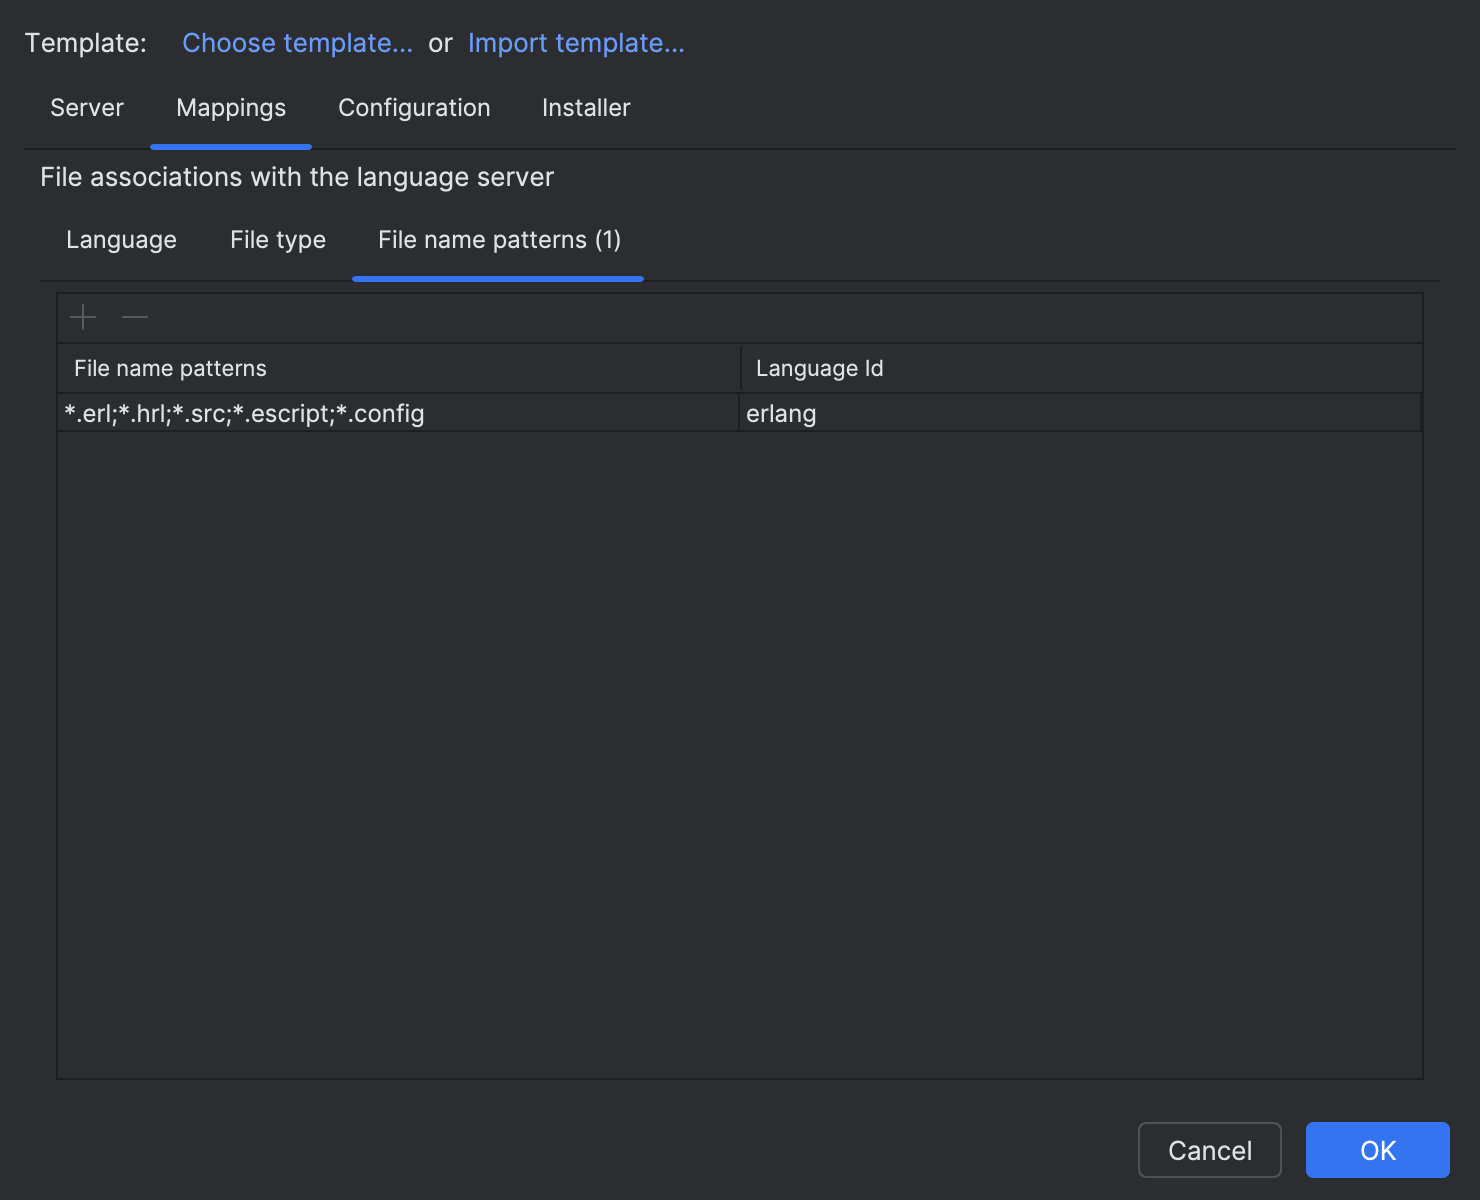 Template: Choose template... or Import template...
Server Mappings Configuration Installer
File associations with the language server
Language File type File name patterns (1)
File name patterns Language Id
*.erl;*.hrl;*.src;*.escript;*.config erlang
Cancel OK